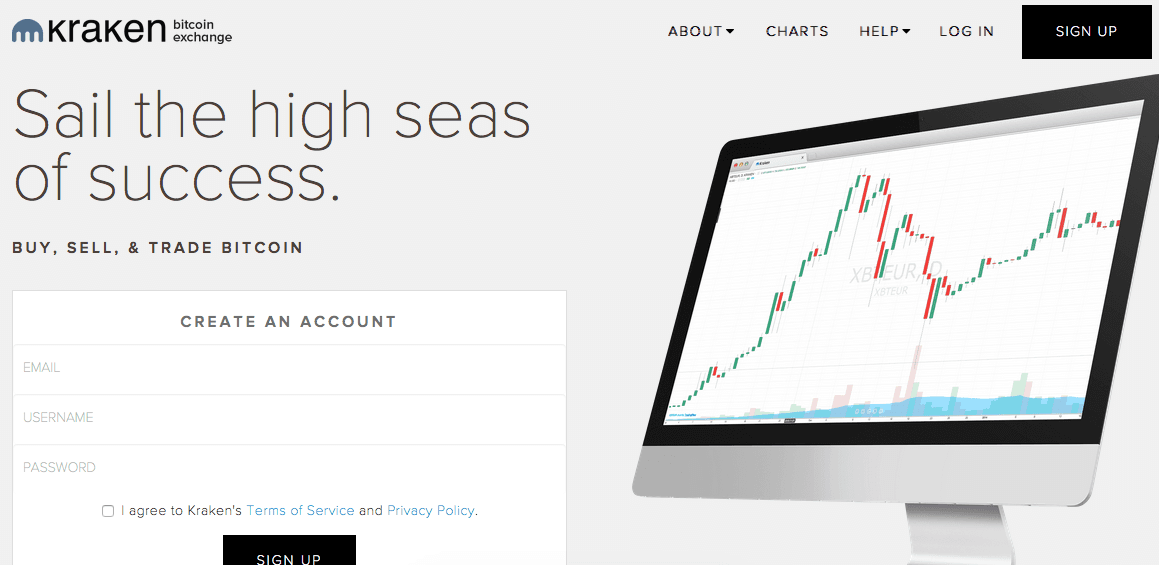 kraken bitcoin
exchange
ABOUT CHARTS HELP LOG IN SIGN UP
Sail the high seas
of success.
BUY, SELL, & TRADE BITCOIN
CREATE AN ACCOUNT
EMAIL
USERNAME
PASSWORD
I agree to Kraken's Terms of Service and Privacy Policy.
SIGN UP
Kraken
XBTEUR, D
XBTEUR